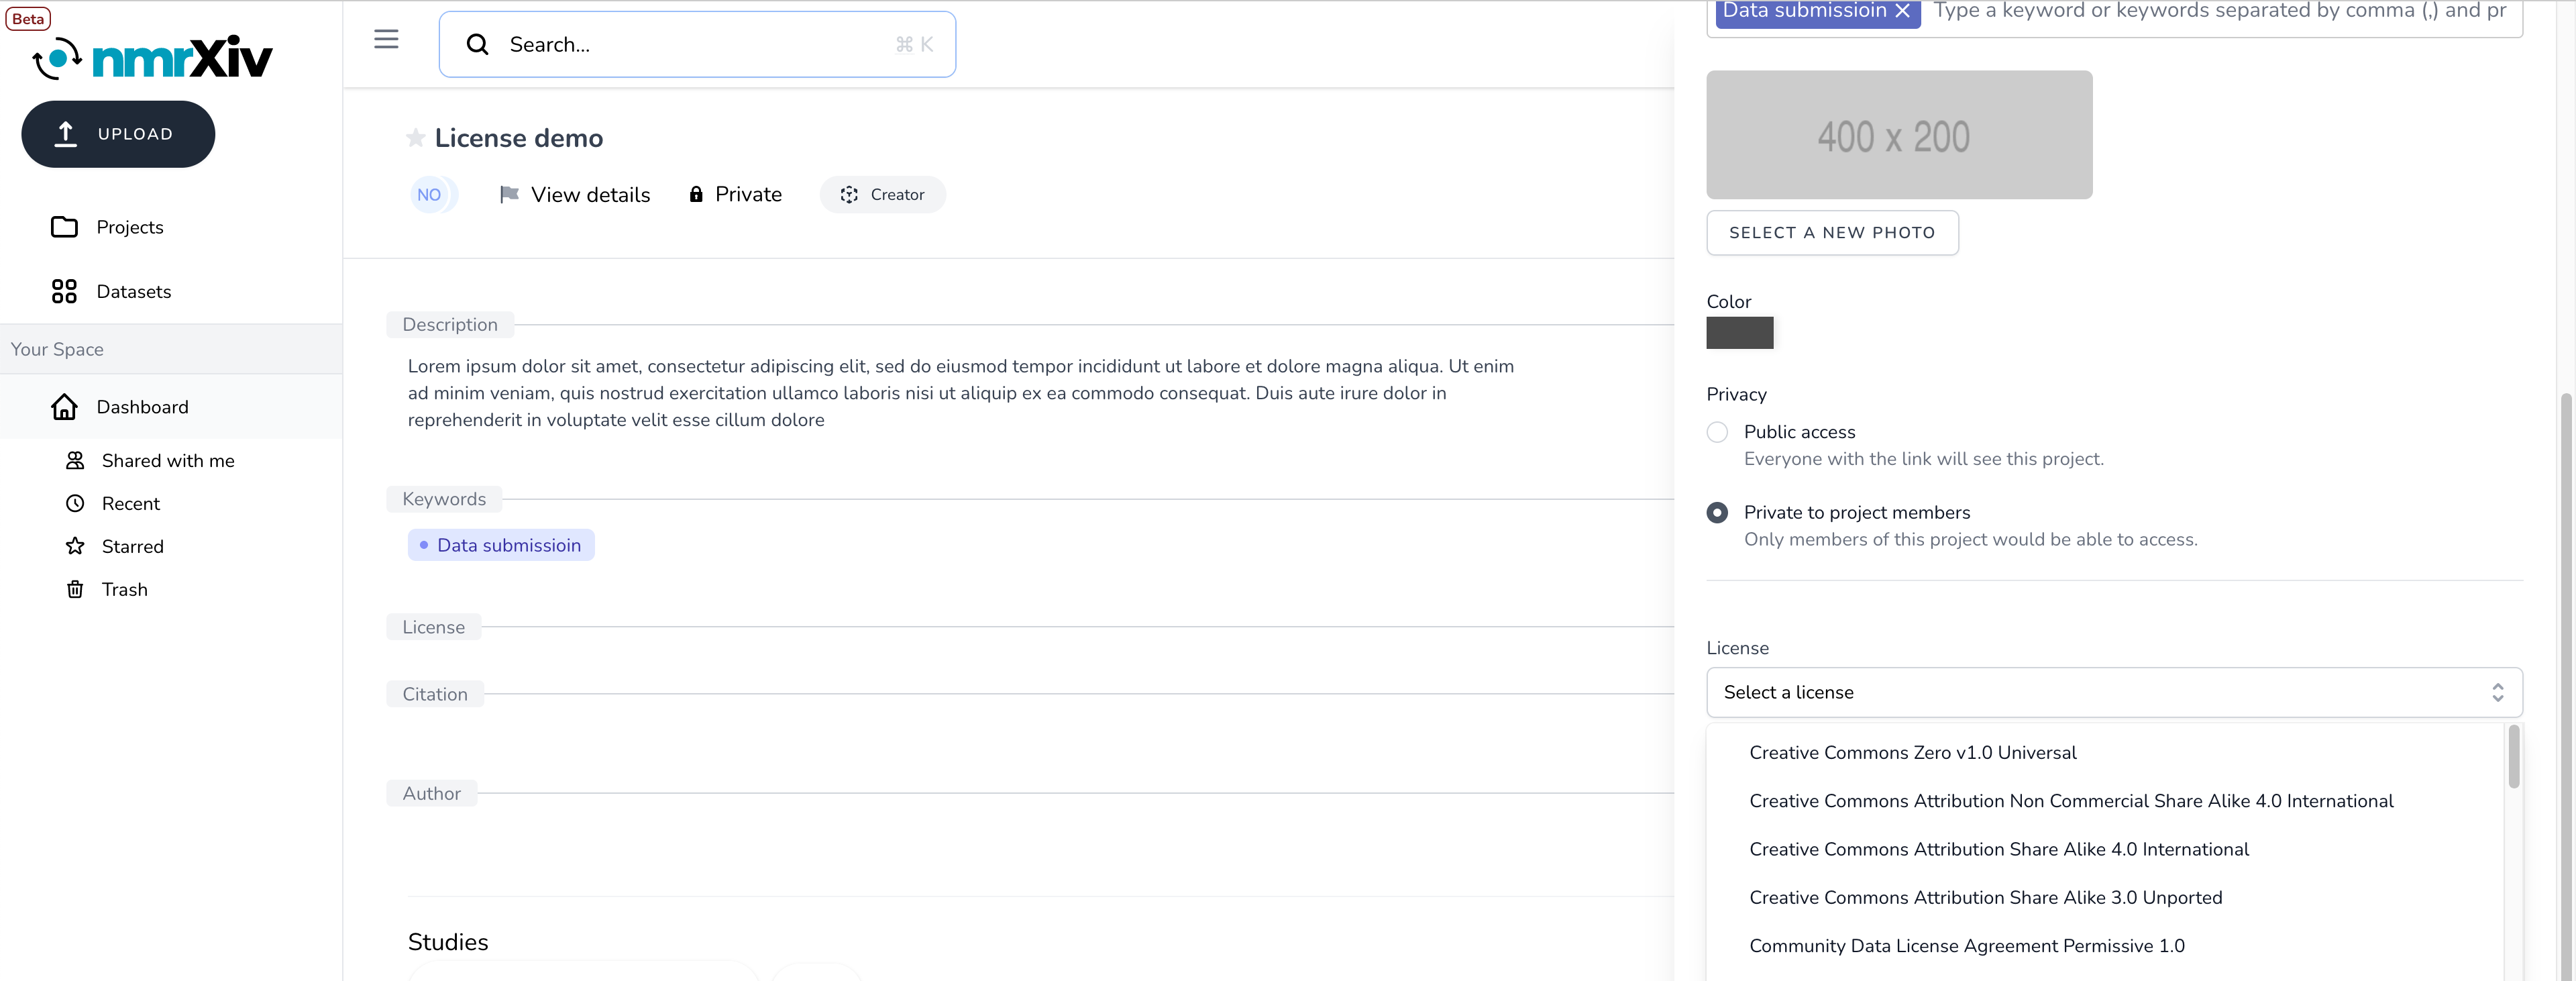 Beta
nmrXiv
UPLOAD
Projects
Datasets
Your Space
Dashboard
Shared with me
Recent
Starred
Trash
Search... ⌘ K
License demo
NO View details Private Creator
Description
Lorem ipsum dolor sit amet, consectetur adipiscing elit, sed do eiusmod tempor incididunt ut labore et dolore magna aliqua. Ut enim
ad minim veniam, quis nostrud exercitation ullamco laboris nisi ut aliquip ex ea commodo consequat. Duis aute irure dolor in
reprehenderit in voluptate velit esse cillum dolore
Keywords
Data submissioin
License
Citation
Author
Studies
Data submissioin Type a keyword or keywords separated by comma (,) and pr
400 x 200
SELECT A NEW PHOTO
Color
Privacy
Public access
Everyone with the link will see this project.
Private to project members
Only members of this project would be able to access.
License
Select a license
Creative Commons Zero v1.0 Universal
Creative Commons Attribution Non Commercial Share Alike 4.0 International
Creative Commons Attribution Share Alike 4.0 International
Creative Commons Attribution Share Alike 3.0 Unported
Community Data License Agreement Permissive 1.0